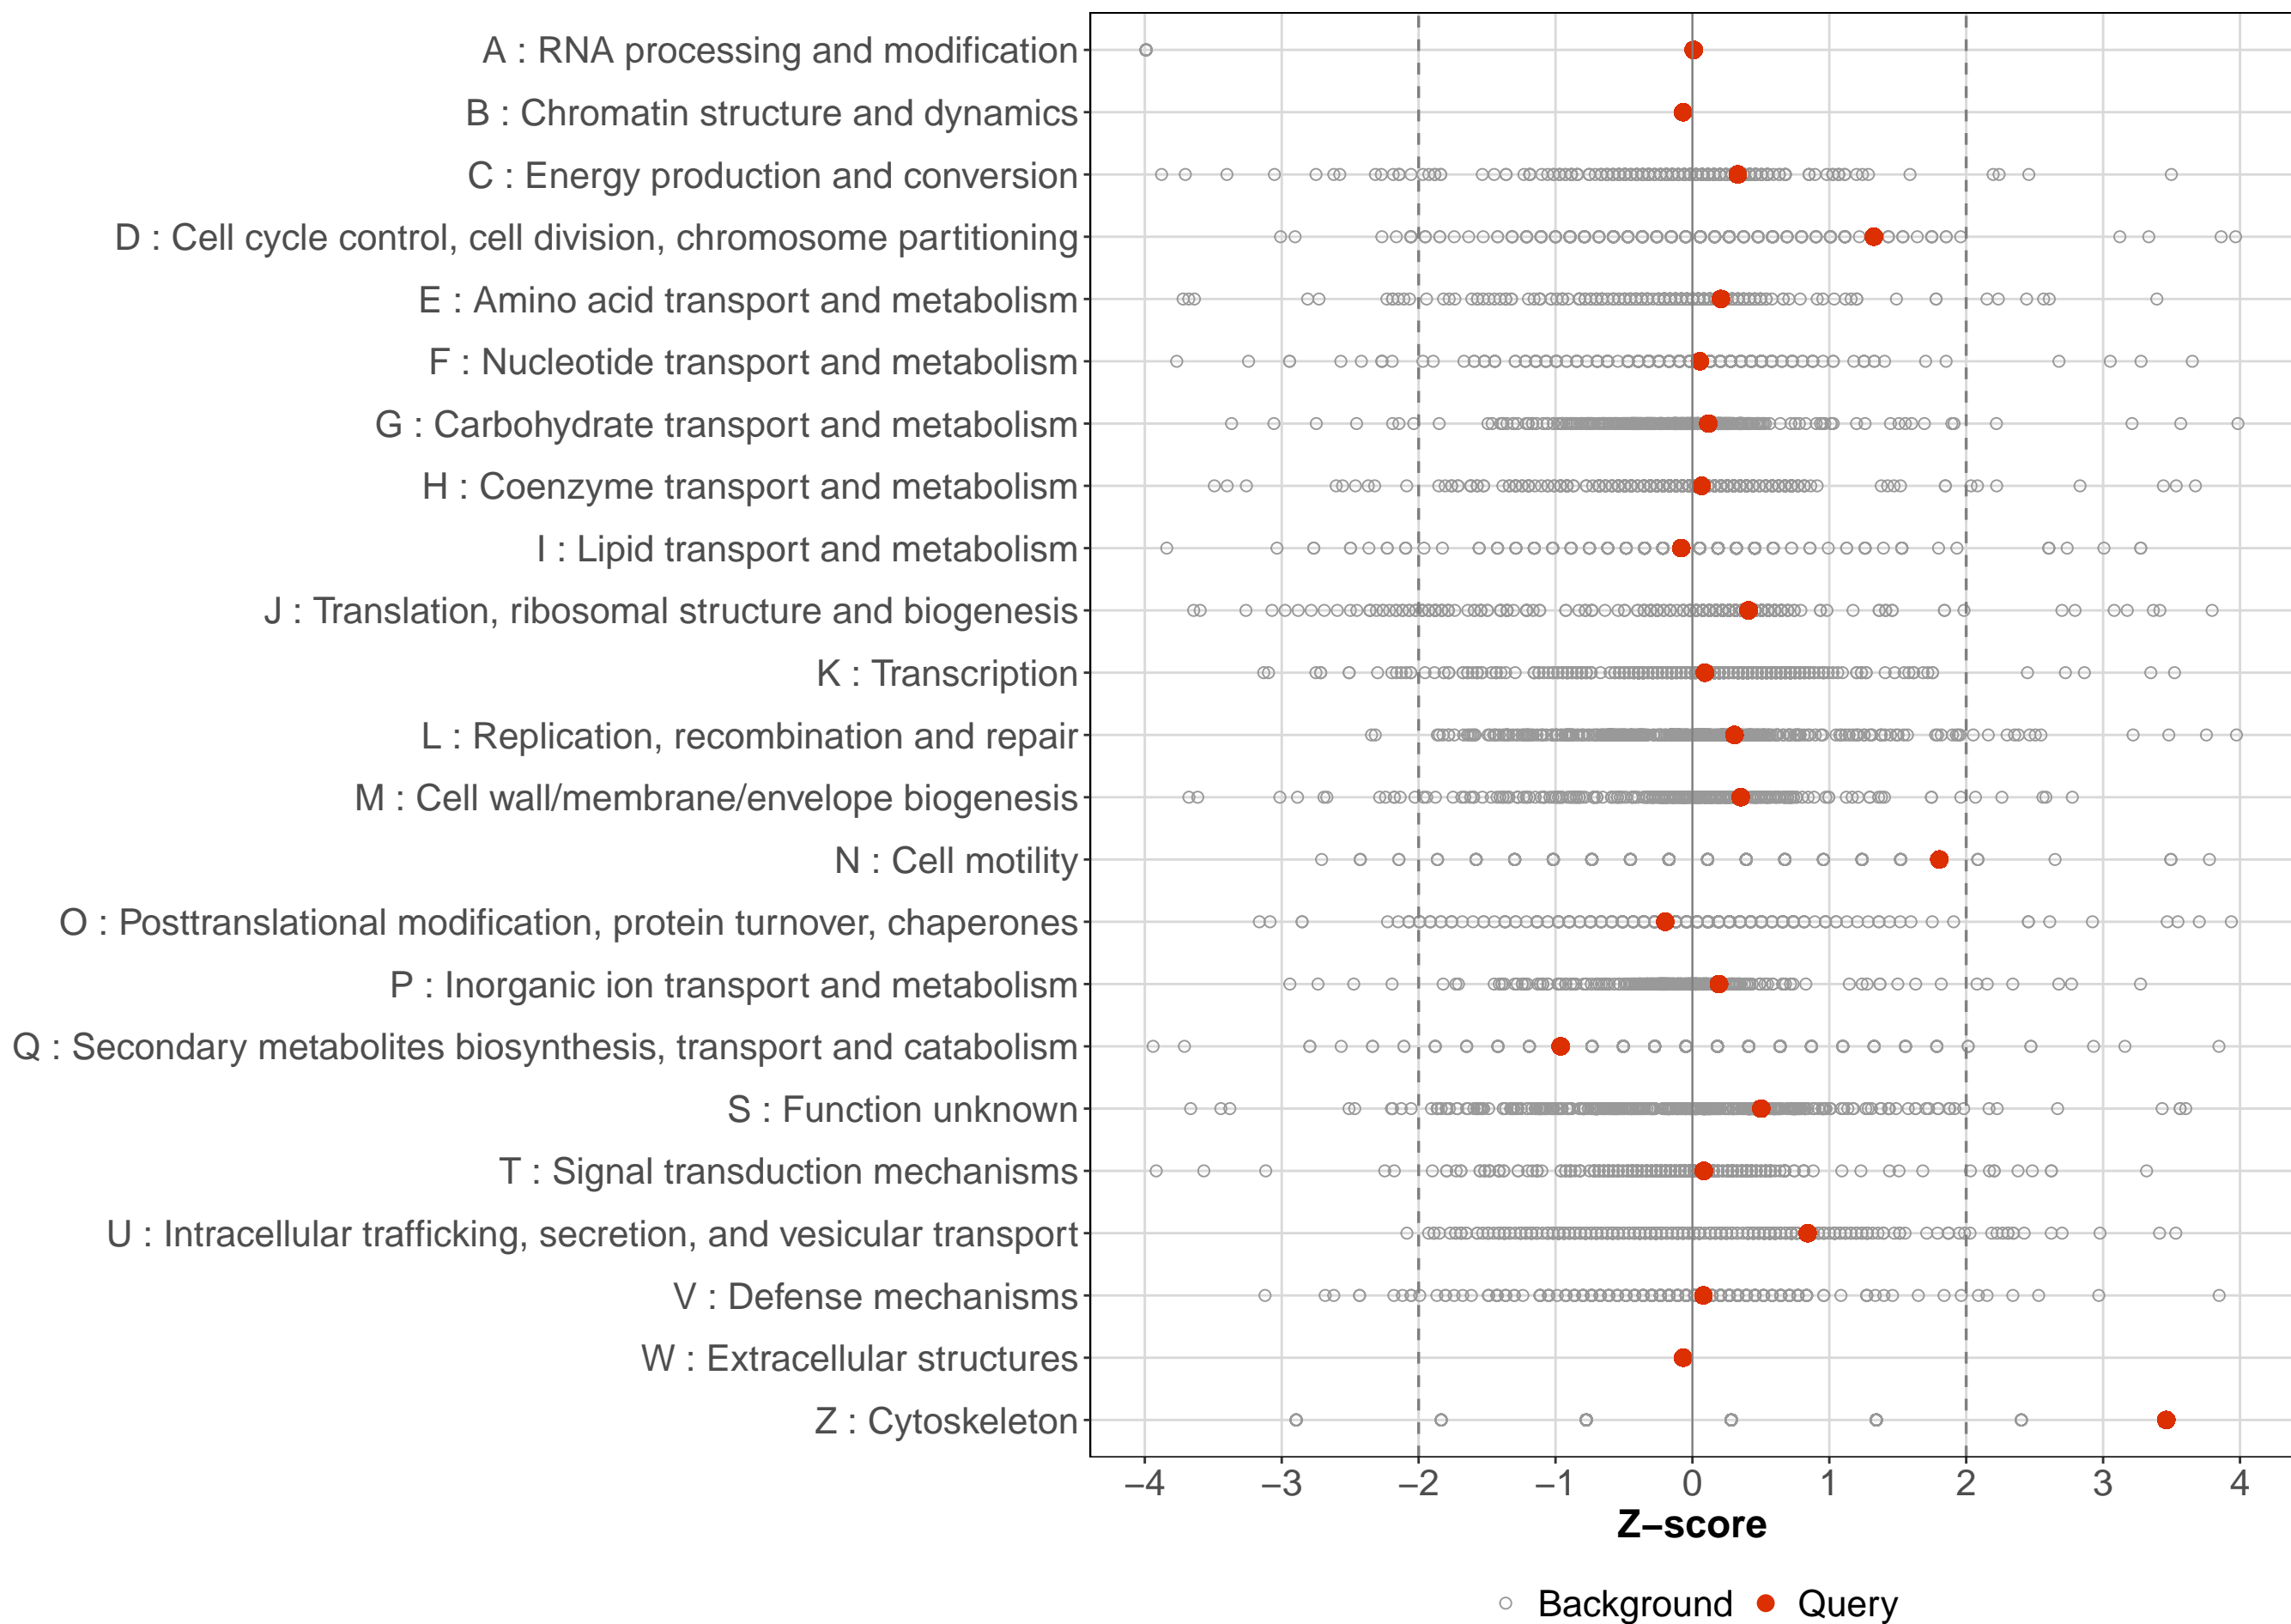 A : RNA processing and modification
B : Chromatin structure and dynamics
C : Energy production and conversion
D : Cell cycle control, cell division, chromosome partitioning
E : Amino acid transport and metabolism
F : Nucleotide transport and metabolism
G : Carbohydrate transport and metabolism
H : Coenzyme transport and metabolism
I : Lipid transport and metabolism
J : Translation, ribosomal structure and biogenesis
K : Transcription
L : Replication, recombination and repair
M : Cell wall/membrane/envelope biogenesis
N : Cell motility
O : Posttranslational modification, protein turnover, chaperones
P : Inorganic ion transport and metabolism
Q : Secondary metabolites biosynthesis, transport and catabolism
S : Function unknown
T : Signal transduction mechanisms
U : Intracellular trafficking, secretion, and vesicular transport
V : Defense mechanisms
W : Extracellular structures
Z : Cytoskeleton
−4 −3 −2 −1 0 1 2 3 4
Z−score
Background Query